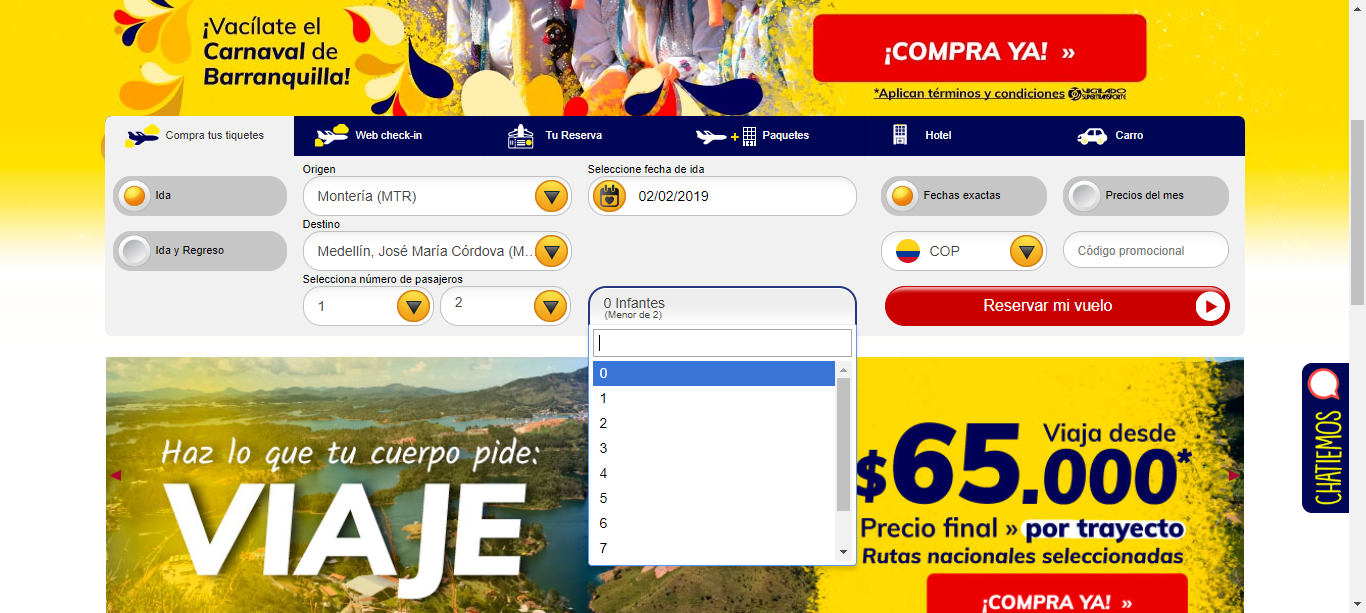 ¡Vacílate el
Carnaval de
Barranquilla!
¡COMPRA YA! »
*Aplican términos y condiciones
VIGILADO
SUPERTRANSPORTE
Compra tus tiquetes
Web check-in
Tu Reserva
Paquetes
Hotel
Carro
Origen
Seleccione fecha de ida
Ida
Montería (MTR)
02/02/2019
Fechas exactas
Precios del mes
Destino
Ida y Regreso
Medellín, José María Córdova (M...
COP
Código promocional
Selecciona número de pasajeros
1
2
0 Infantes
(Menor de 2)
Reservar mi vuelo
0
1
2
3
4
5
6
7
Haz lo que tu cuerpo pide:
VIAJE
Viaja desde
$65.000*
Precio final » por trayecto
Rutas nacionales seleccionadas
¡COMPRA YA! »
CHATIEMOS